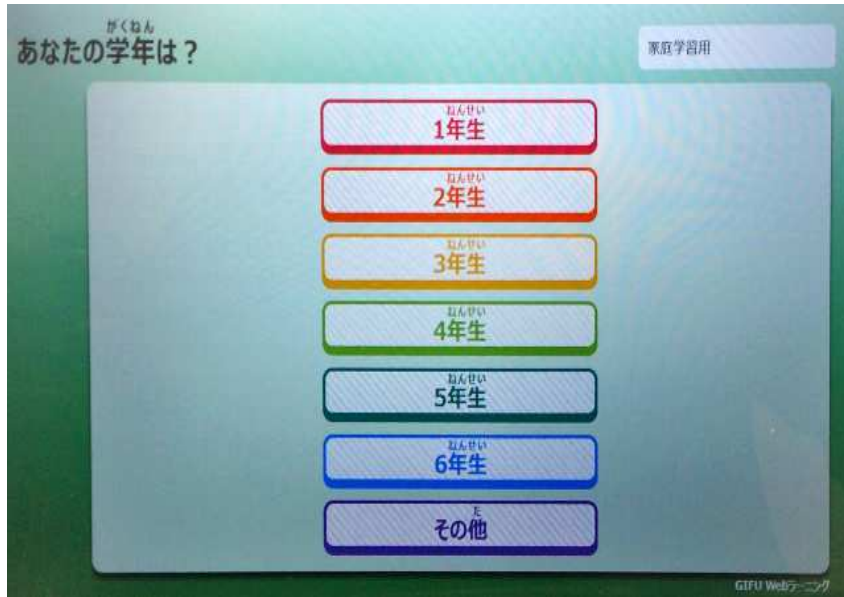 がくねん
あなたの学年は？
家庭学習用
ねんせい
1年生
ねんせい
2年生
ねんせい
3年生
ねんせい
4年生
ねんせい
5年生
ねんせい
6年生
た
その他
GIFU Webラーニング